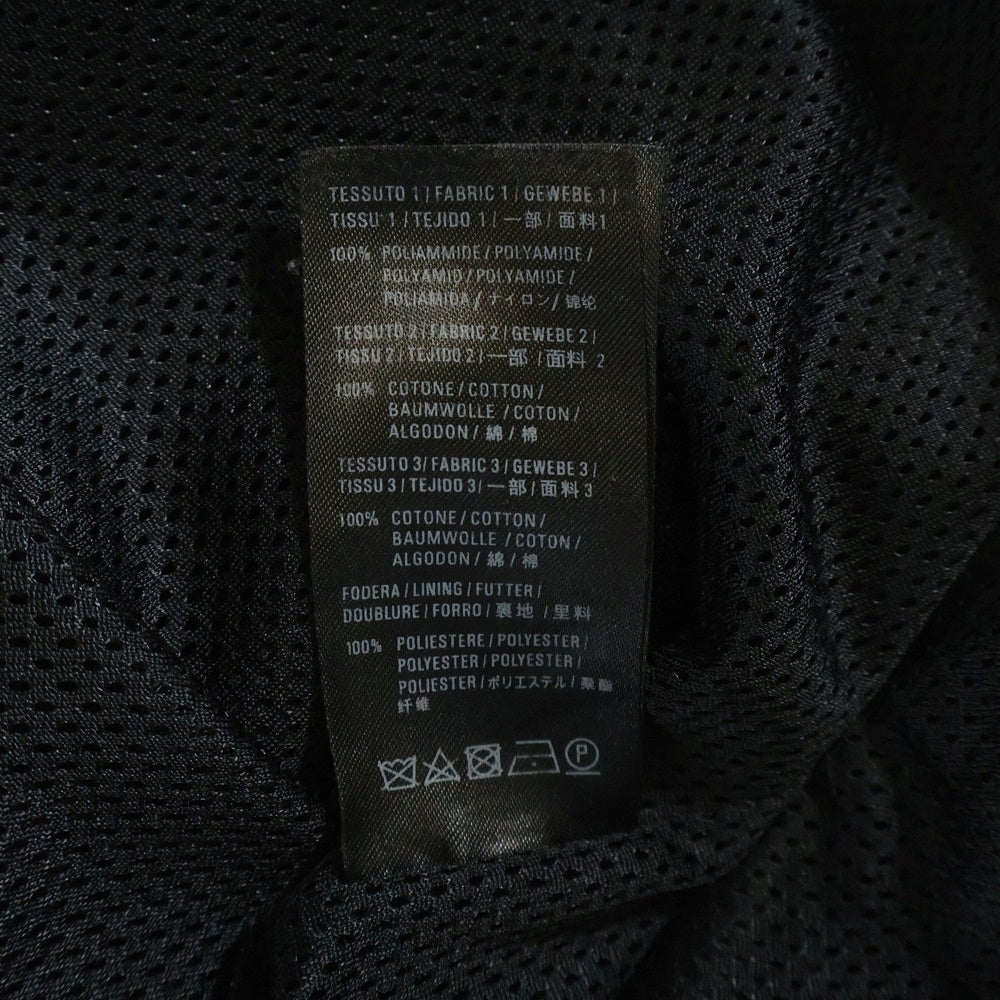 TESSUTO 1 / FABRIC 1 / GEWEBE 1 /
TISSU 1 / TEJIDO 1 / 一部 / 面料1
100% POLIAMMIDE / POLYAMIDE /
POLYAMID / POLYAMIDE /
POLIAMIDA / ナイロン / 锦纶
TESSUTO 2 / FABRIC 2 / GEWEBE 2 /
TISSU 2 / TEJIDO 2 / 一部 / 面料 2
100% COTONE / COTTON /
BAUMWOLLE / COTON /
ALGODON / 綿 / 棉
TESSUTO 3 / FABRIC 3 / GEWEBE 3 /
TISSU 3 / TEJIDO 3 / 一部 / 面料 3
100% COTONE / COTTON /
BAUMWOLLE / COTON /
ALGODON / 綿 / 棉
FODERA / LINING / FUTTER /
DOUBLURE / FORRO / 裏地 / 里料
100% POLIESTERE / POLYESTER /
POLYESTER / POLYESTER /
POLIESTER / ポリエステル / 聚酯
纤维
P